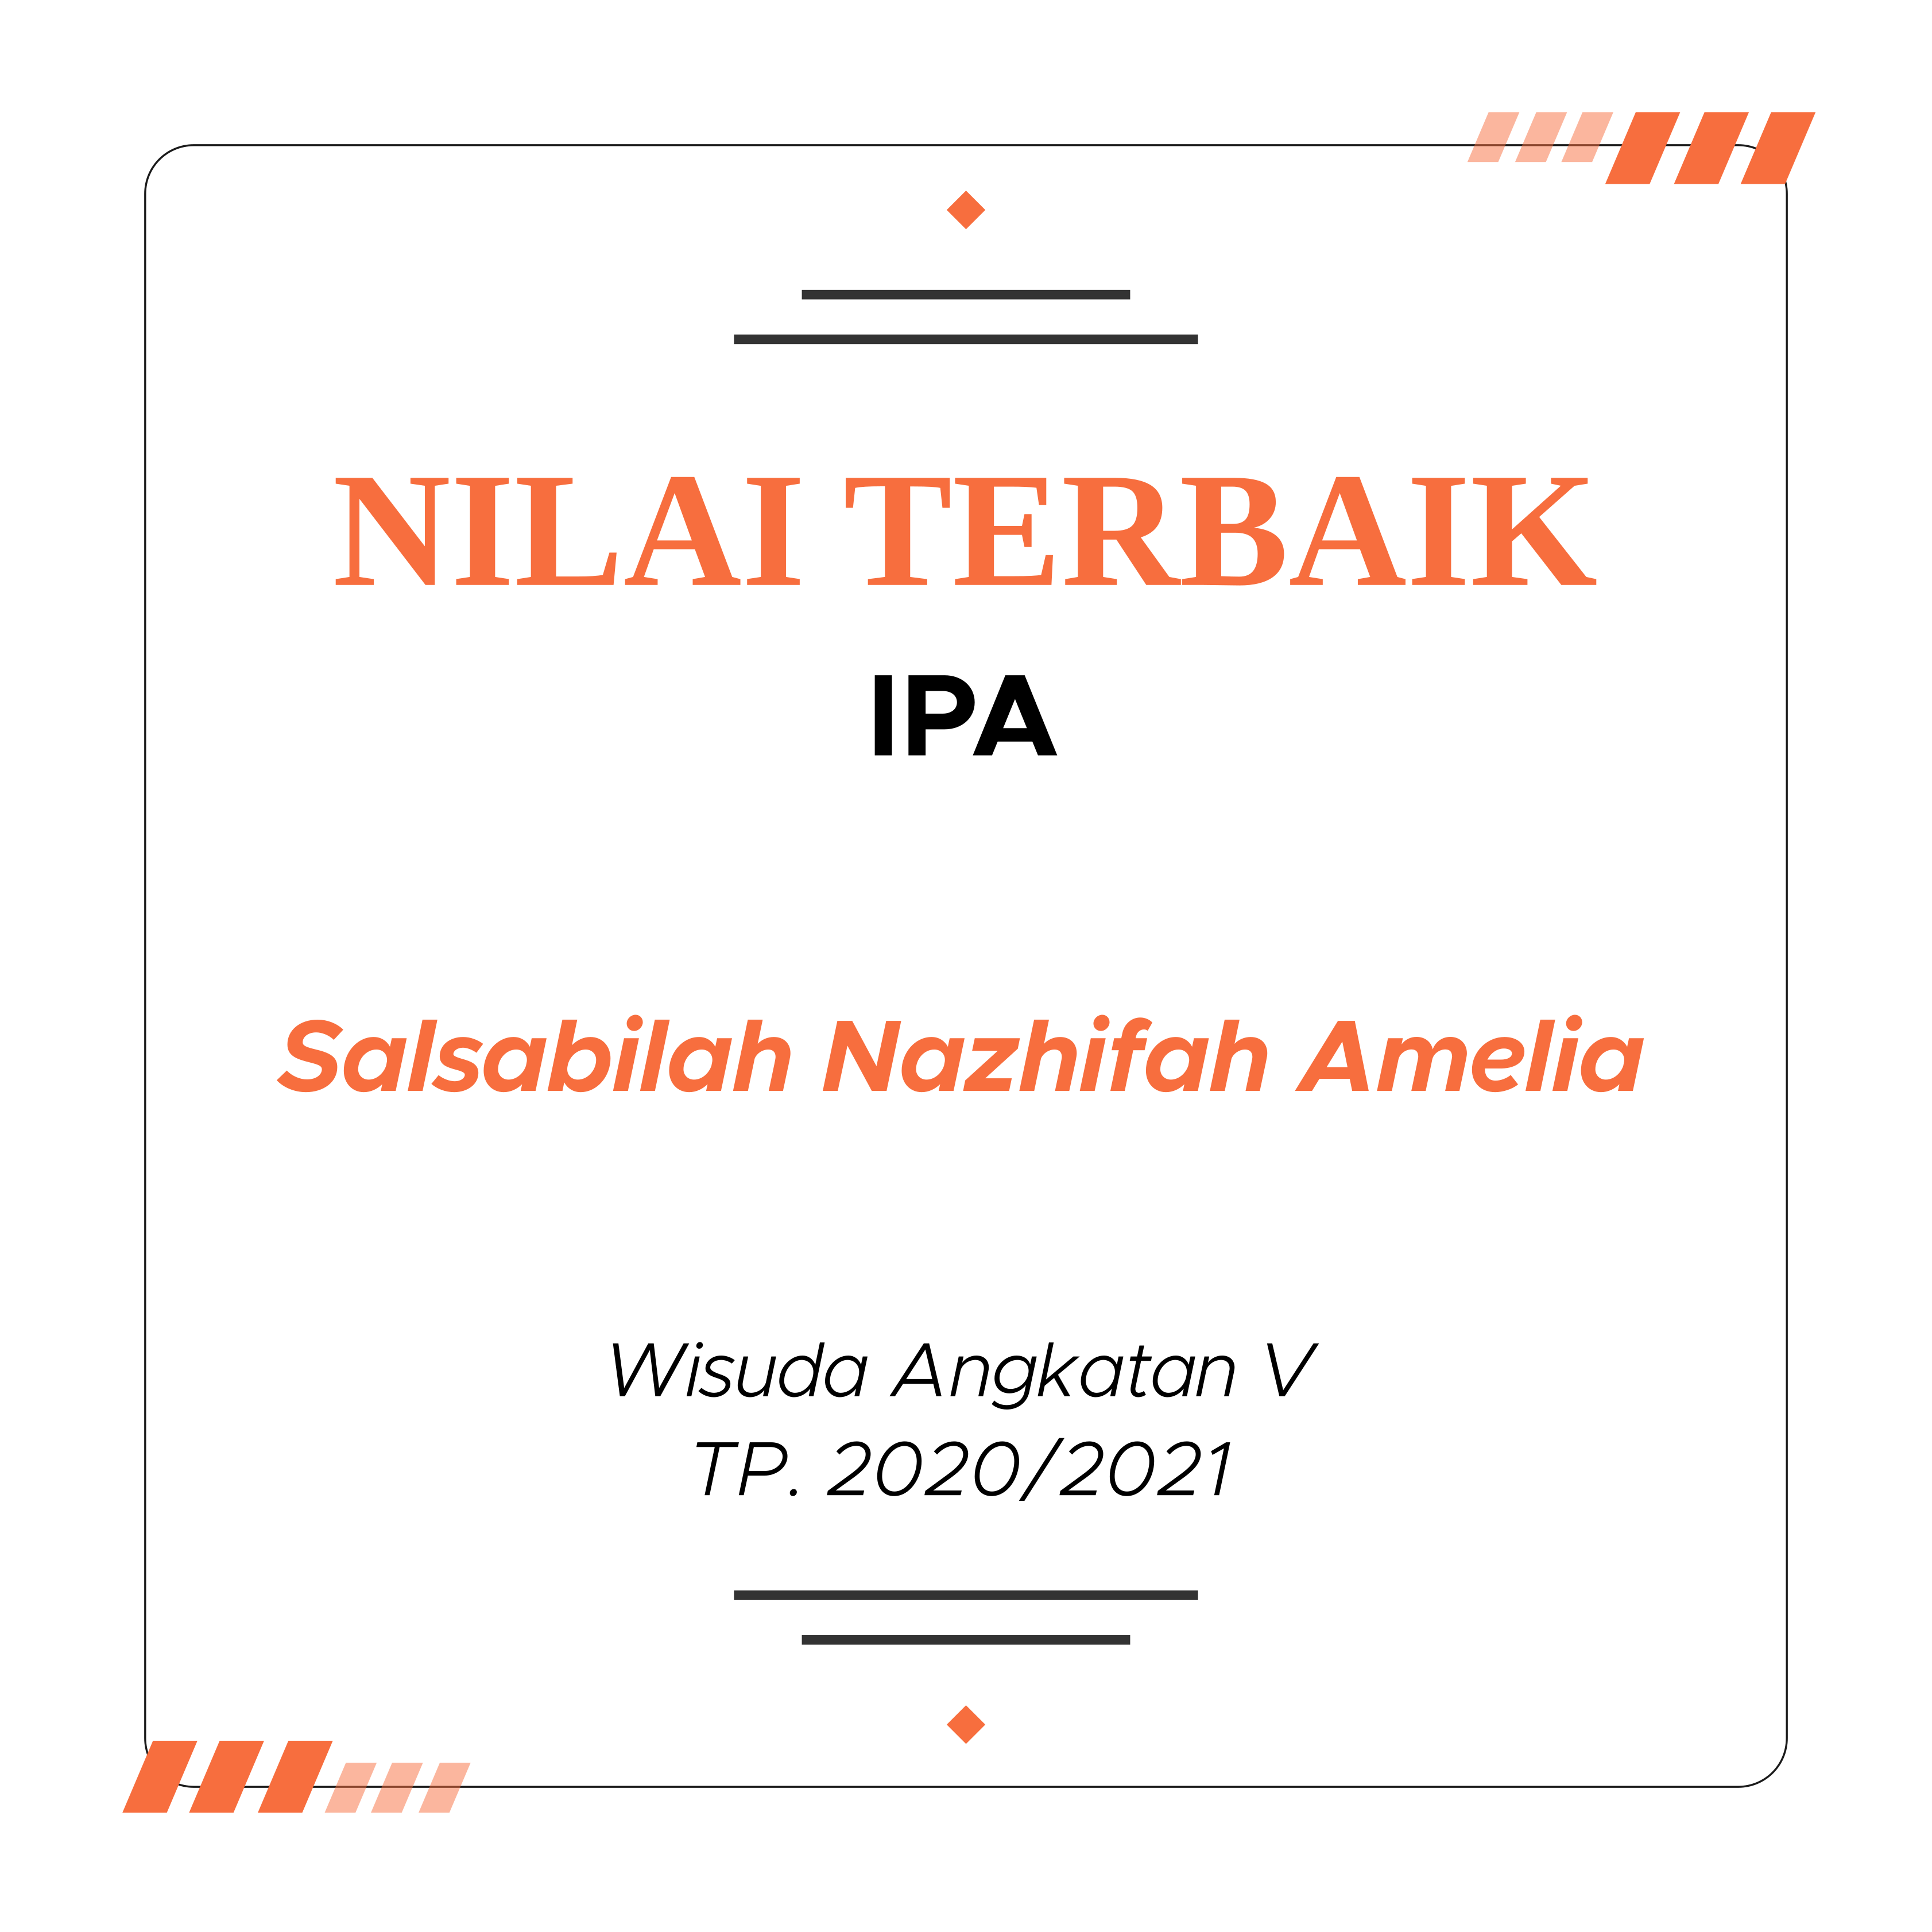 NILAI TERBAIK
IPA
Salsabilah Nazhifah Amelia
Wisuda Angkatan V
TP. 2020/2021